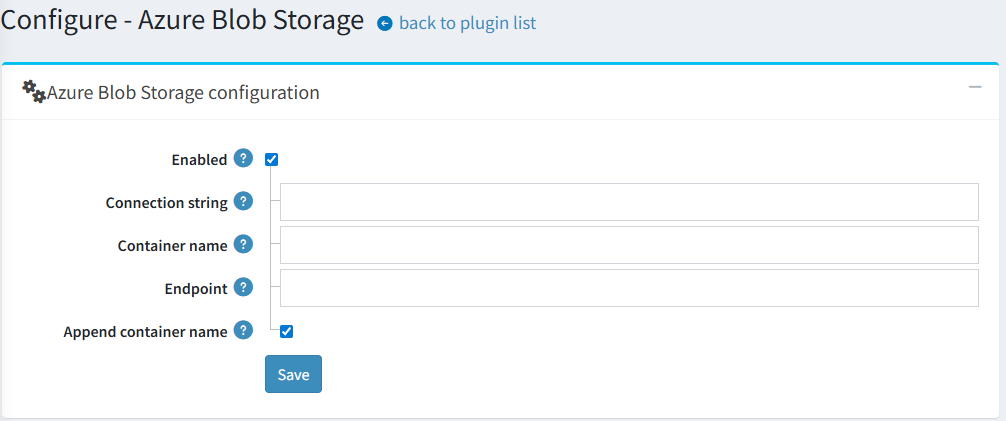 Configure - Azure Blob Storage back to plugin list
Azure Blob Storage configuration
Enabled ?
Connection string ?
Container name ?
Endpoint ?
Append container name ?
Save